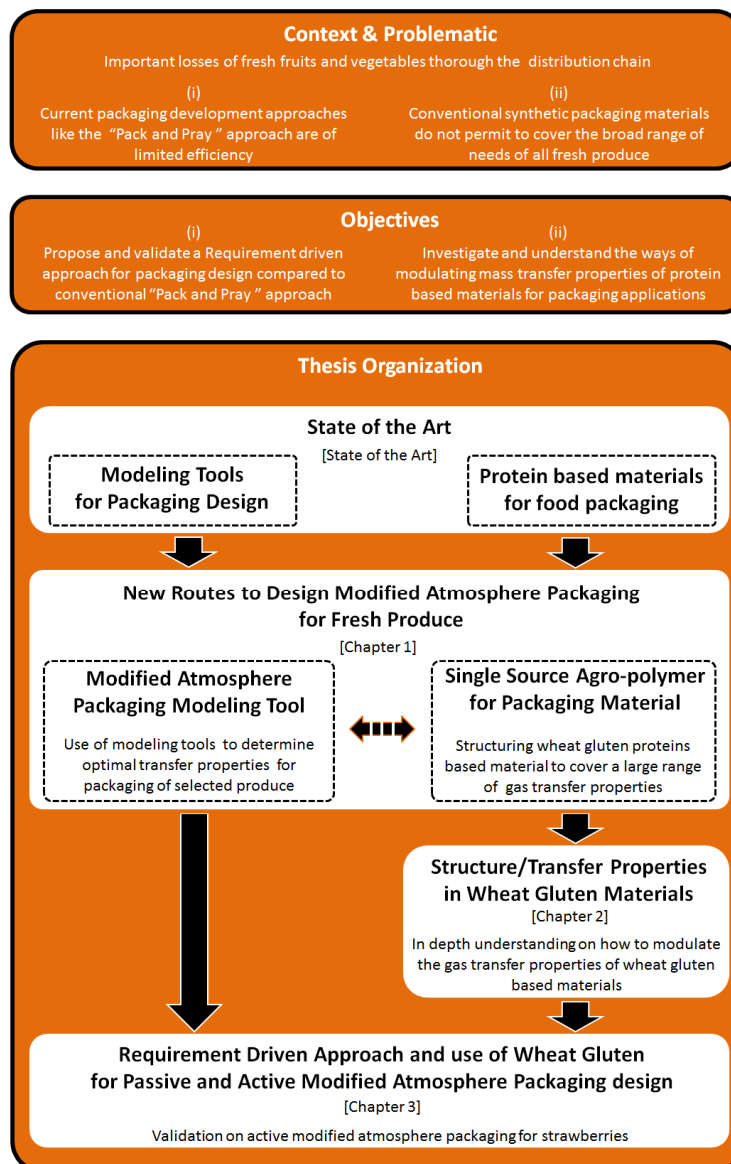 Context & Problematic
Important losses of fresh fruits and vegetables thorough the distribution chain
(i)
Current packaging development approaches
like the “Pack and Pray ” approach are of
limited efficiency
(ii)
Conventional synthetic packaging materials
do not permit to cover the broad range of
needs of all fresh produce
Objectives
(i)
Propose and validate a Requirement driven
approach for packaging design compared to
conventional “Pack and Pray ” approach
(ii)
Investigate and understand the ways of
modulating mass transfer properties of protein
based materials for packaging applications
Thesis Organization
State of the Art
[State of the Art]
Modeling Tools
for Packaging Design
Protein based materials
for food packaging
New Routes to Design Modified Atmosphere Packaging
for Fresh Produce
[Chapter 1]
Modified Atmosphere
Packaging Modeling Tool
Use of modeling tools to determine
optimal transfer properties for
packaging of selected produce
Single Source Agro-polymer
for Packaging Material
Structuring wheat gluten proteins
based material to cover a large range
of gas transfer properties
Structure/Transfer Properties
in Wheat Gluten Materials
[Chapter 2]
In depth understanding on how to modulate
the gas transfer properties of wheat gluten
based materials
Requirement Driven Approach and use of Wheat Gluten
for Passive and Active Modified Atmosphere Packaging design
[Chapter 3]
Validation on active modified atmosphere packaging for strawberries